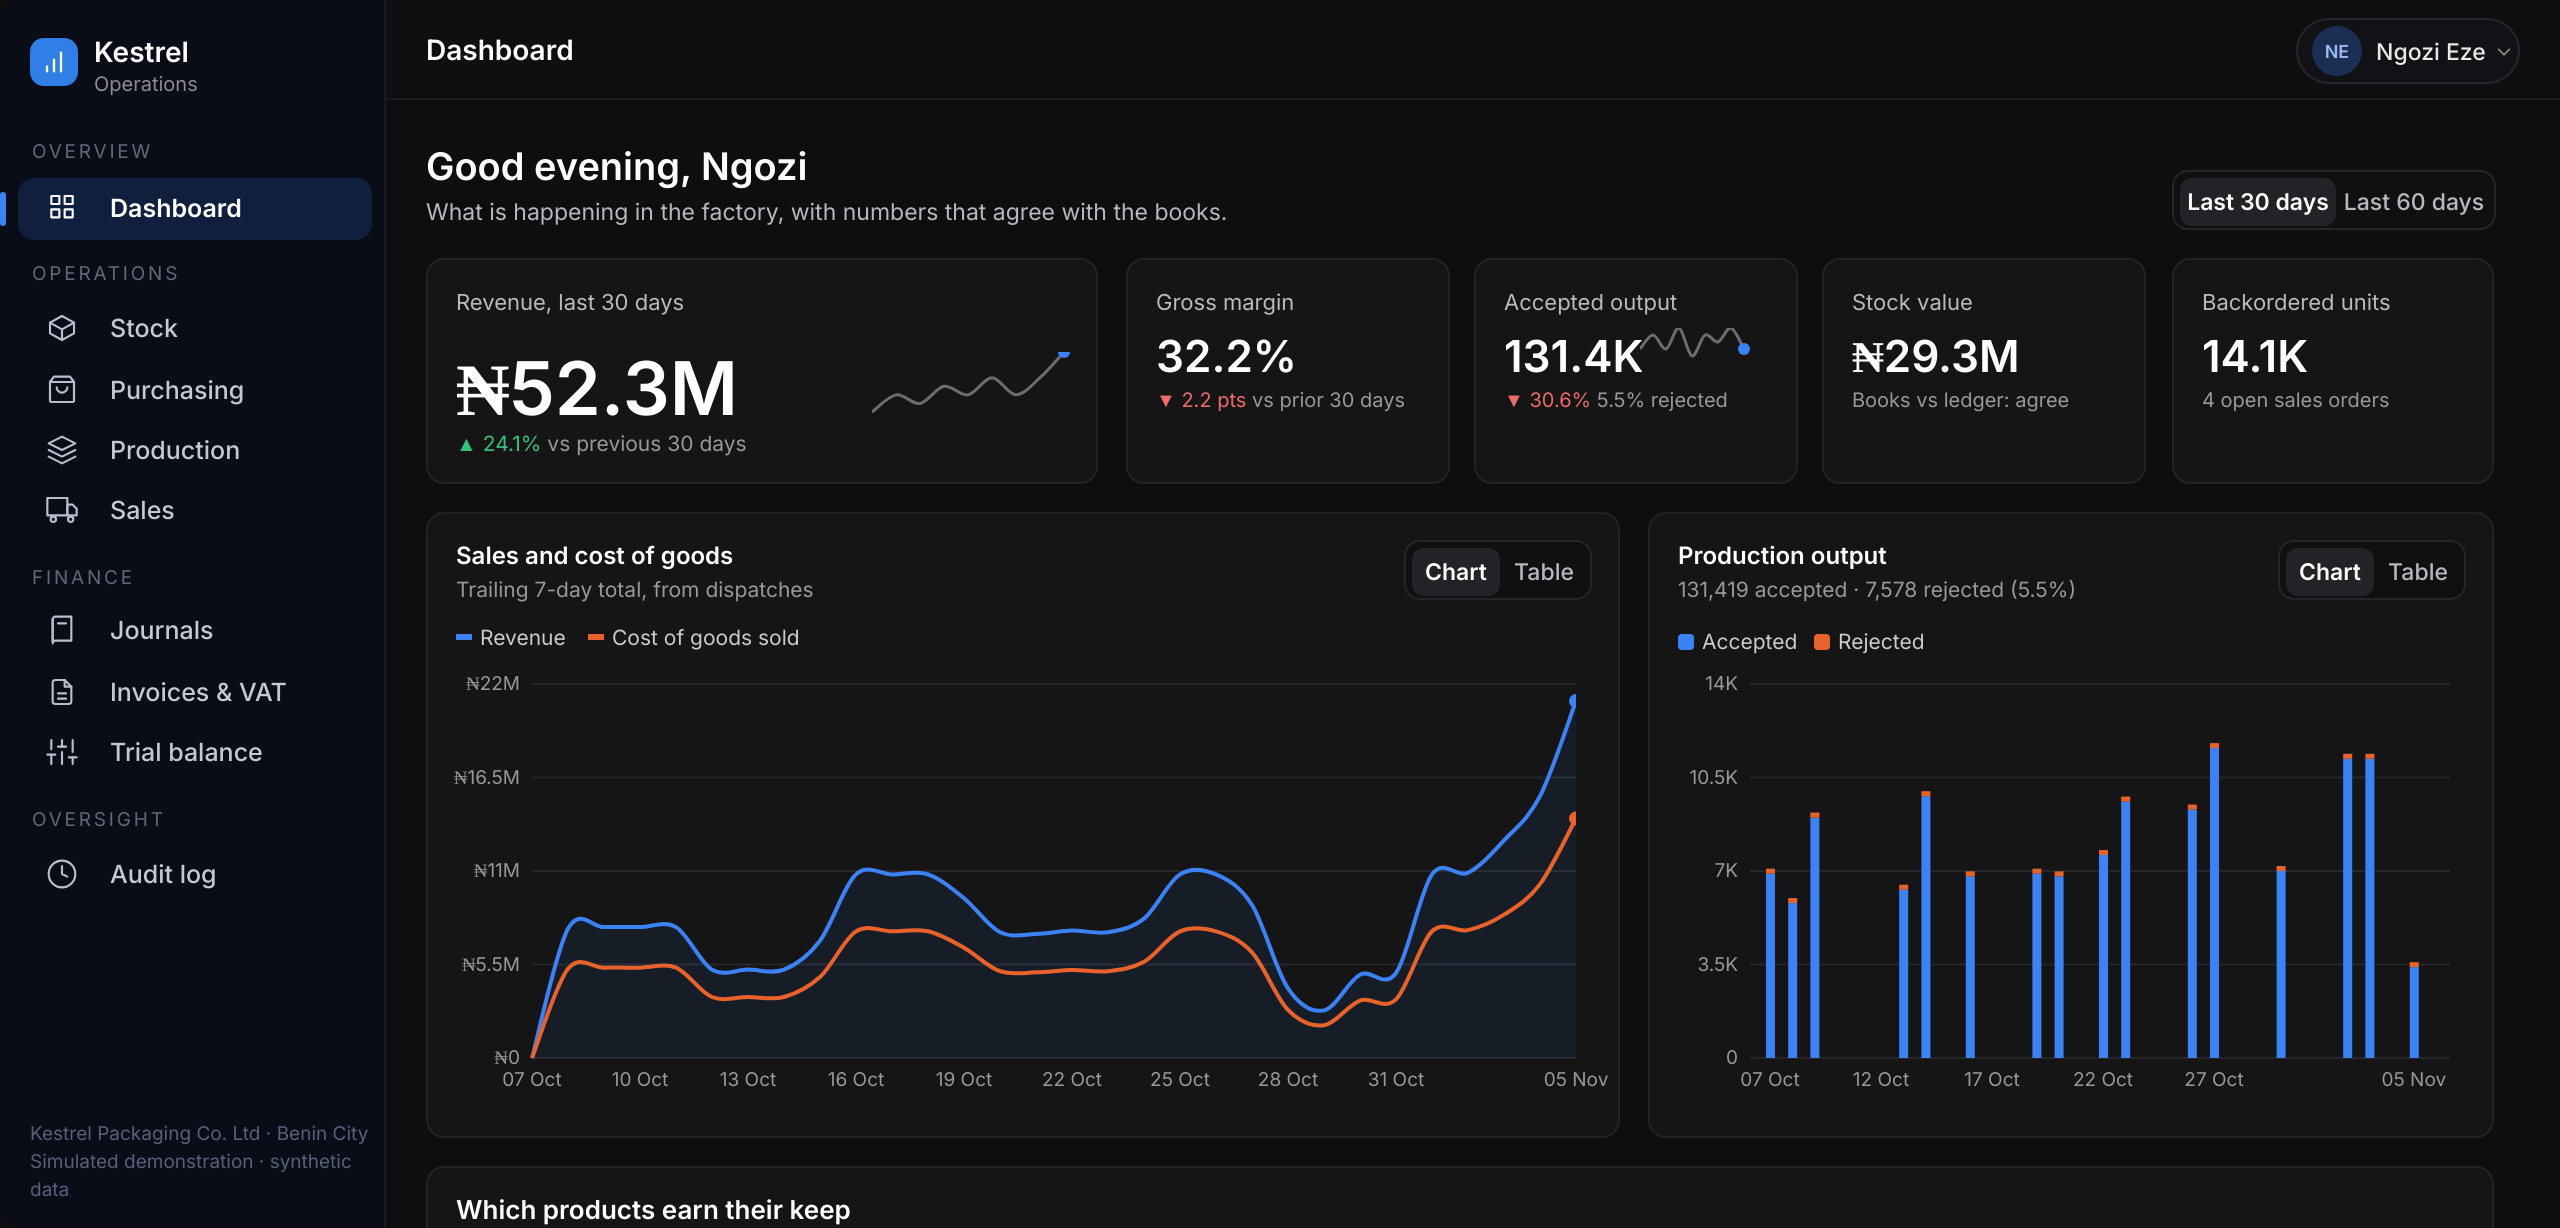 Kestrel
Operations
OVERVIEW
Dashboard
OPERATIONS
Stock
Purchasing
Production
Sales
FINANCE
Journals
Invoices & VAT
Trial balance
OVERSIGHT
Audit log
Kestrel Packaging Co. Ltd · Benin City
Simulated demonstration · synthetic
data
Dashboard
NE Ngozi Eze
Good evening, Ngozi
What is happening in the factory, with numbers that agree with the books.
Last 30 days Last 60 days
Revenue, last 30 days
₦52.3M
▲ 24.1% vs previous 30 days
Gross margin
32.2%
▼ 2.2 pts vs prior 30 days
Accepted output
131.4K
▼ 30.6% 5.5% rejected
Stock value
₦29.3M
Books vs ledger: agree
Backordered units
14.1K
4 open sales orders
Sales and cost of goods
Trailing 7-day total, from dispatches
Chart Table
Revenue Cost of goods sold
₦22M
₦16.5M
₦11M
₦5.5M
₦0
07 Oct 10 Oct 13 Oct 16 Oct 19 Oct 22 Oct 25 Oct 28 Oct 31 Oct 05 Nov
Production output
131,419 accepted · 7,578 rejected (5.5%)
Chart Table
Accepted Rejected
14K
10.5K
7K
3.5K
0
07 Oct 12 Oct 17 Oct 22 Oct 27 Oct 05 Nov
Which products earn their keep